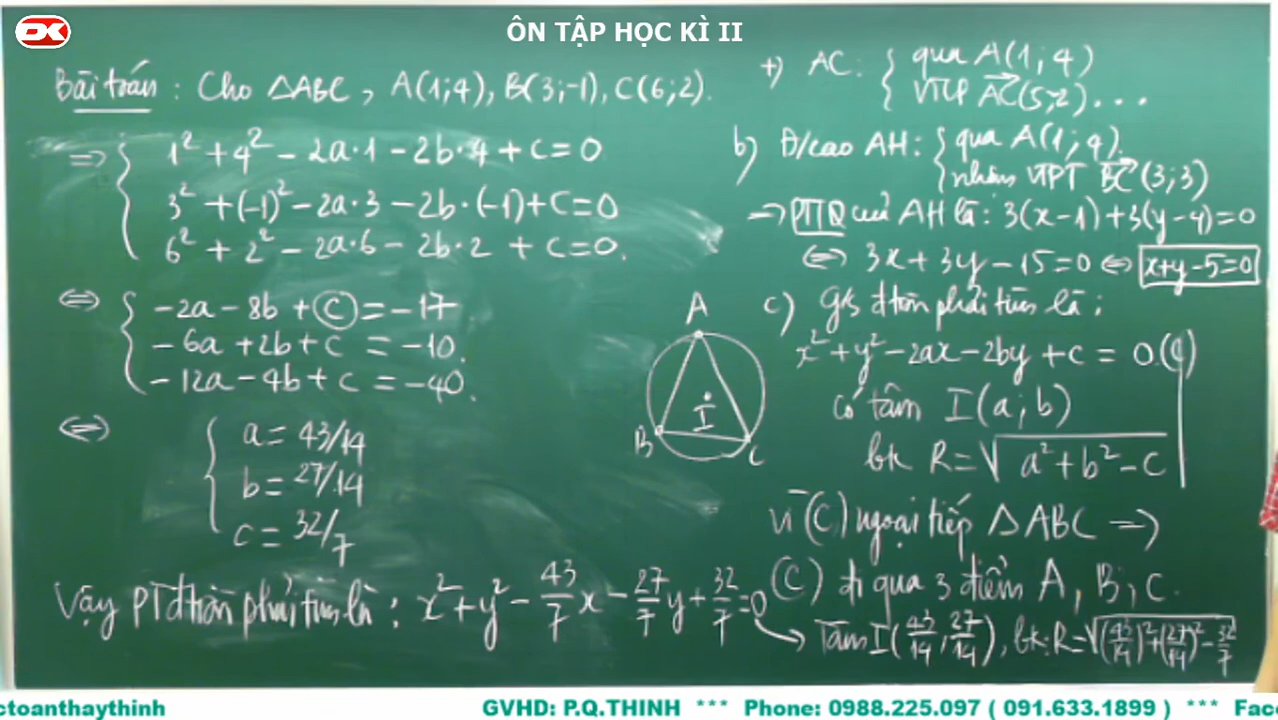 ÔN TẬP HỌC KÌ II
Bài toán : Cho ΔABC, A(1;4), B(3;-1), C(6;2).
=> { 1² + 4² - 2a·1 - 2b·4 + c = 0
3² + (-1)² - 2a·3 - 2b·(-1) + c = 0
6² + 2² - 2a·6 - 2b·2 + c = 0.
<=> { -2a - 8b + c = -17
- 6a + 2b + c = -10.
- 12a - 4b + c = -40.
<=> { a = 43/14
b = 27/14
c = 32/7
Vậy PT đtròn phải tìm là : x² + y² - 43/7 x - 27/7 y + 32/7 = 0
A
I
B
C
+) AC: { qua A(1;4)
VTCP AC(5;-2)...
b) Đ/cao AH: { qua A(1;4).
nhận VTPT BC(3;3)
-> PTTQ của AH là: 3(x-1)+3(y-4)=0
<=> 3x + 3y - 15 = 0 <=> x+y-5=0
c) G/s đtròn phải tìm là :
x² + y² - 2ax - 2by + c = 0.(1)
có tâm I(a;b)
bk R = √(a² + b² - c)
vì (C) ngoại tiếp ΔABC ->
(C) đi qua 3 điểm A, B, C.
-> Tâm I(43/14; 27/14), bk: R = √((43/14)² + (27/14)² - 32/7)
ctoanthaythinh
GVHD: P.Q.THINH *** Phone: 0988.225.097 ( 091.633.1899 ) *** Fac